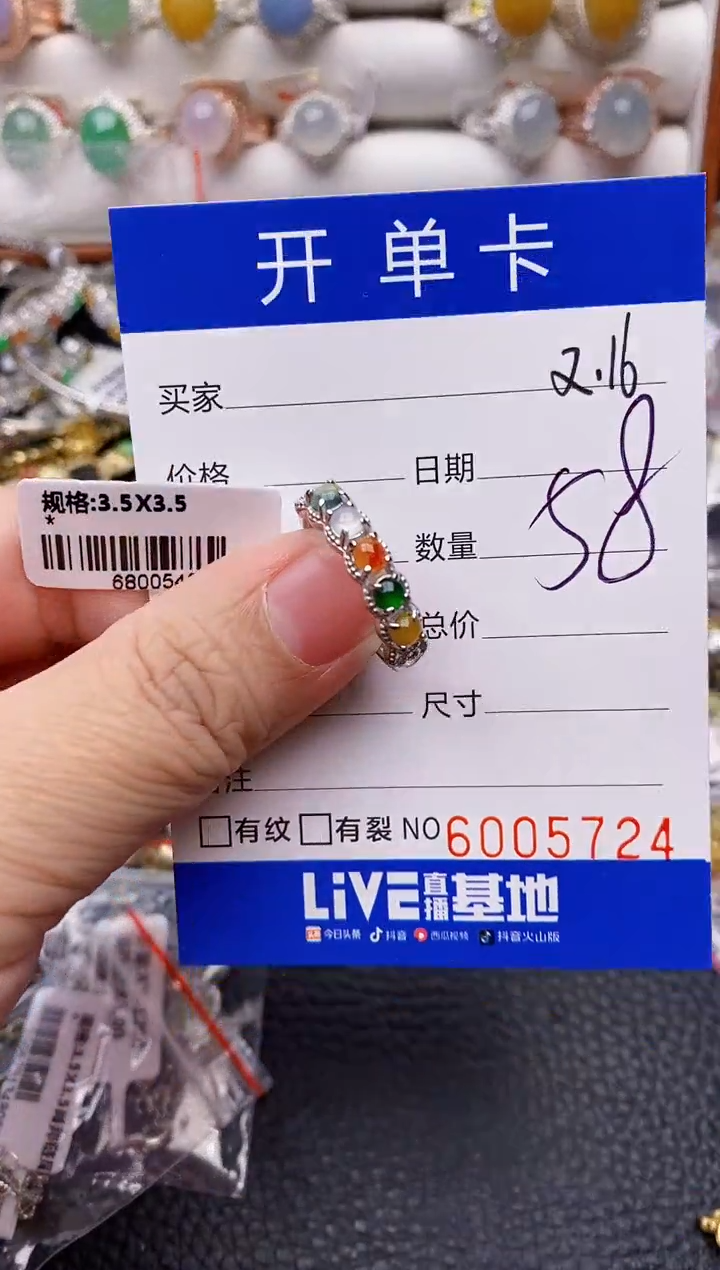 开单卡
2.16
买家
价格 日期
58
规格:3.5X3.5
*
数量
总价
尺寸
注
□有纹 □有裂 NO 6005724
LiVE直播基地
今日头条 抖音 西瓜视频 抖音火山版